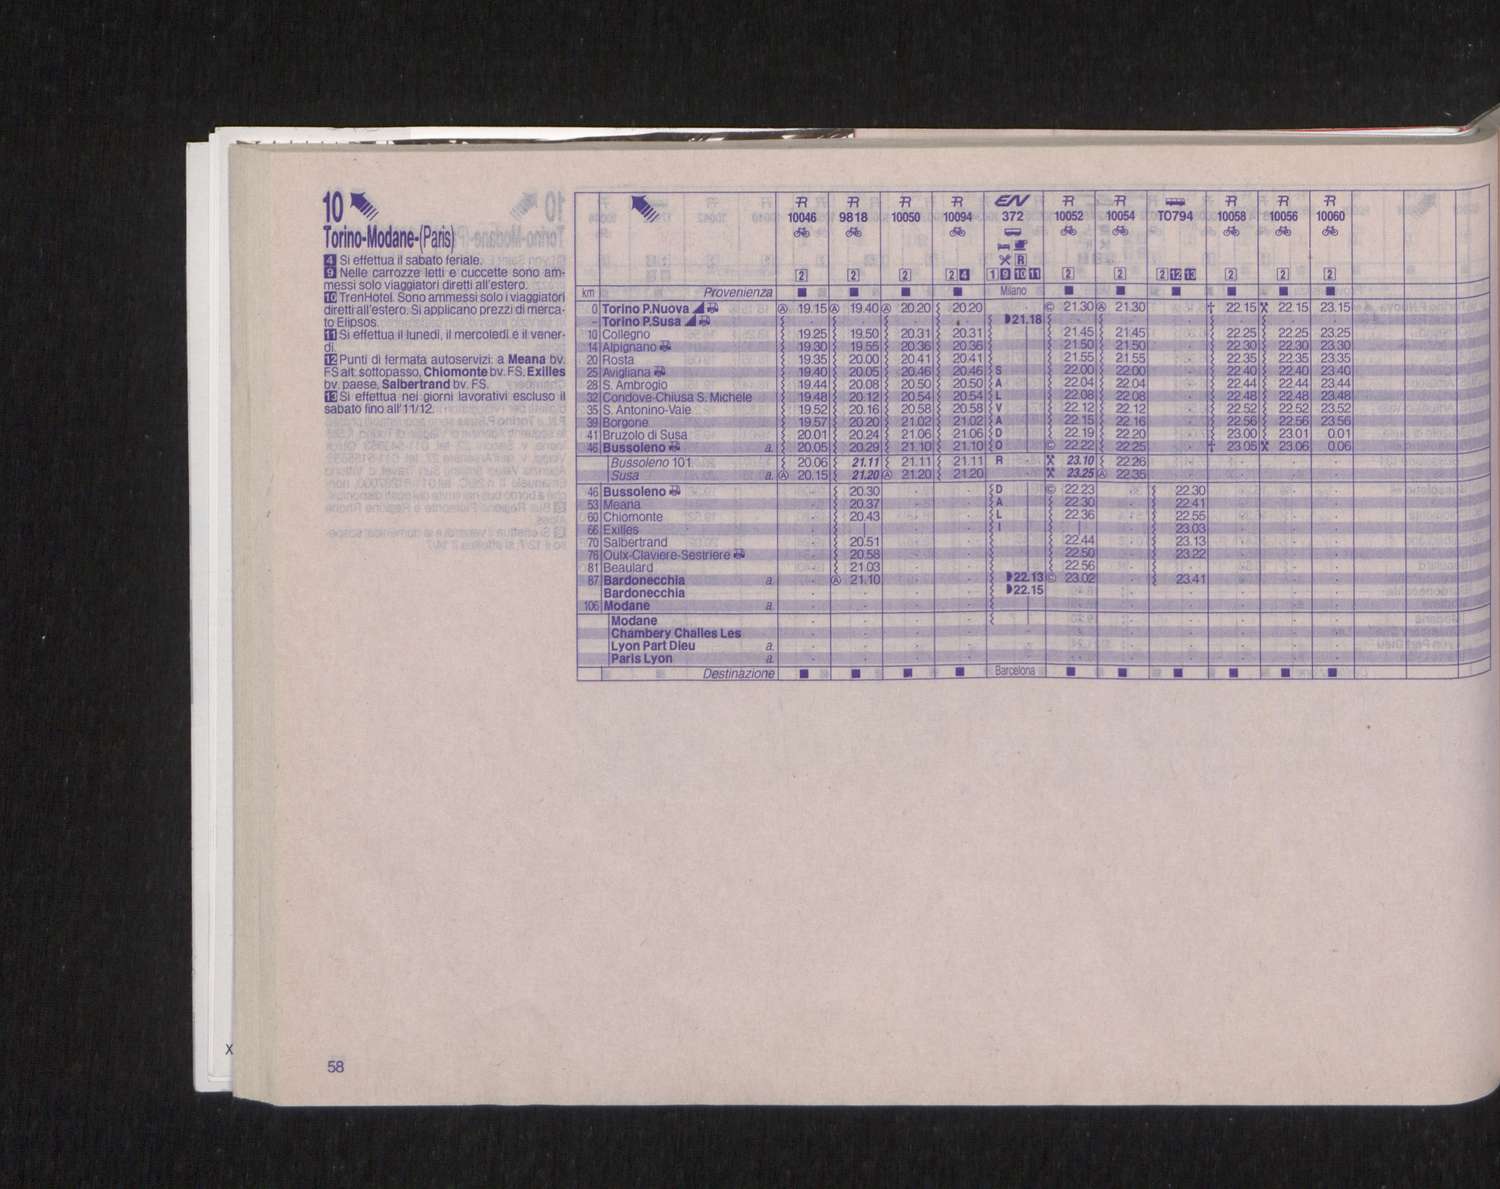 10
Torino-Modane-(Paris)
4 Si effettua il sabato feriale.
9 Nelle carrozze letti e cuccette sono am-
messi solo viaggiatori diretti all'estero.
10 TrenHotel. Sono ammessi solo i viaggiatori
diretti all'estero. Si applicano prezzi di merca-
to Elipsos.
11 Si effettua il lunedì, il mercoledì e il vener-
dì.
12 Punti di fermata autoservizi: a Meana bv.
FS alt. sottopasso, Chiomonte bv. FS, Exilles
bv. paese, Salbertrand bv. FS.
13 Si effettua nei giorni lavorativi escluso il
sabato fino all'11/12.
R R R R EN R R R R R
10046 9818 10050 10094 372 10052 10054 TO794 10058 10056 10060
R
2 2 2 2 4 1 9 10 11 2 2 2 12 13 2 2 2
km Provenienza Milano
0 Torino P.Nuova 19.15 19.40 20.20 20.20 21.30 21.30 22.15 22.15 23.15
- Torino P.Susa 21.18
10 Collegno 19.25 19.50 20.31 20.31 21.45 21.45 22.25 22.25 23.25
14 Alpignano 19.30 19.55 20.36 20.36 21.50 21.50 22.30 22.30 23.30
20 Rosta 19.35 20.00 20.41 20.41 21.55 21.55 22.35 22.35 23.35
25 Avigliana 19.40 20.05 20.46 20.46 S 22.00 22.00 22.40 22.40 23.40
28 S. Ambrogio 19.44 20.08 20.50 20.50 A 22.04 22.04 22.44 22.44 23.44
32 Condove-Chiusa S. Michele 19.48 20.12 20.54 20.54 L 22.08 22.08 22.48 22.48 23.48
35 S. Antonino-Vaie 19.52 20.16 20.58 20.58 V 22.12 22.12 22.52 22.52 23.52
39 Borgone 19.57 20.20 21.02 21.02 A 22.15 22.16 22.56 22.56 23.56
41 Bruzolo di Susa 20.01 20.24 21.06 21.06 D 22.19 22.20 23.00 23.01 0.01
46 Bussoleno a. 20.05 20.29 21.10 21.10 O 22.22 22.25 23.05 23.06 0.06
Bussoleno 101 20.06 21.11 21.11 21.11 R 23.10 22.26
Susa a. 20.15 21.20 21.20 21.20 23.25 22.35
46 Bussoleno 20.30 D 22.23 22.30
53 Meana 20.37 A 22.30 22.41
60 Chiomonte 20.43 L 22.36 22.55
66 Exilles | I | 23.03
70 Salbertrand 20.51 22.44 23.13
76 Oulx-Claviere-Sestriere 20.58 22.50 23.22
81 Beaulard 21.03 22.56
87 Bardonecchia a. 21.10 22.13 23.02 23.41
Bardonecchia 22.15
106 Modane a.
Modane
Chambery Challes Les
Lyon Part Dieu a.
Paris Lyon a.
Destinazione Barcelona
X
58